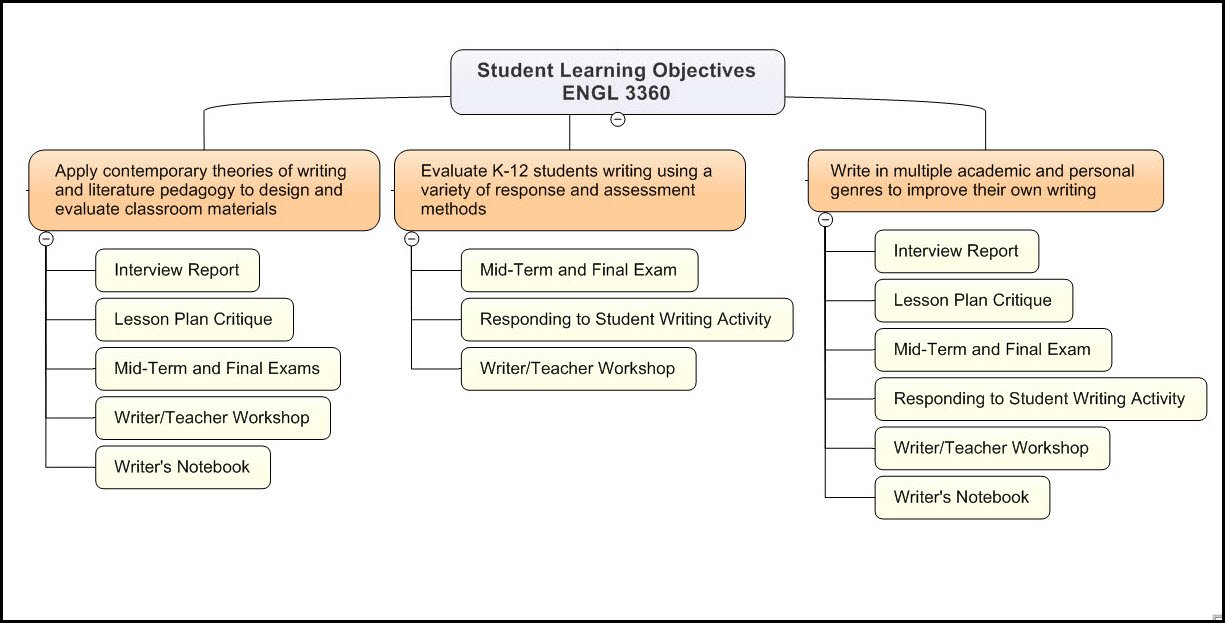 Student Learning Objectives
ENGL 3360
Apply contemporary theories of writing
and literature pedagogy to design and
evaluate classroom materials
Interview Report
Lesson Plan Critique
Mid-Term and Final Exams
Writer/Teacher Workshop
Writer's Notebook
Evaluate K-12 students writing using a
variety of response and assessment
methods
Mid-Term and Final Exam
Responding to Student Writing Activity
Writer/Teacher Workshop
Write in multiple academic and personal
genres to improve their own writing
Interview Report
Lesson Plan Critique
Mid-Term and Final Exam
Responding to Student Writing Activity
Writer/Teacher Workshop
Writer's Notebook